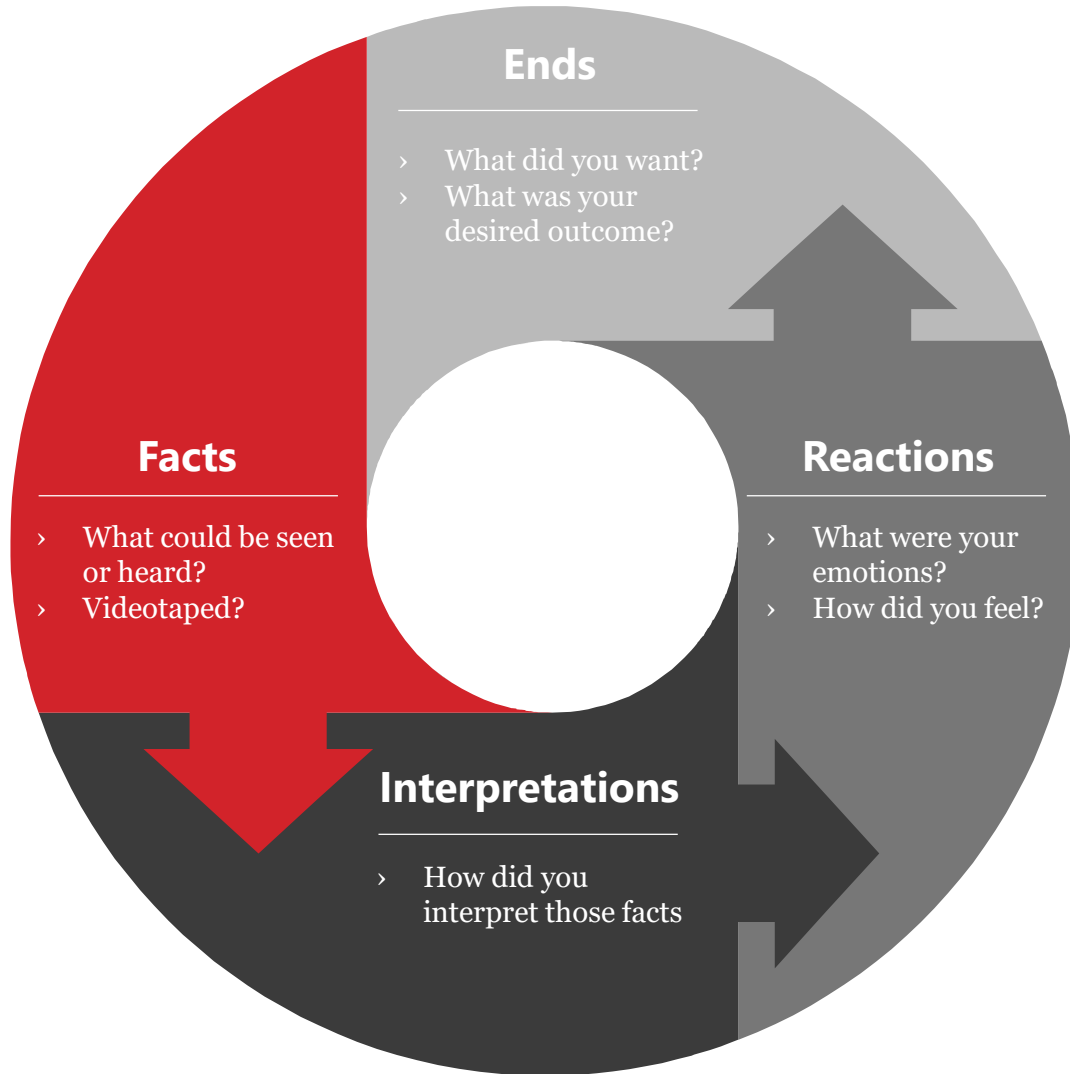 Ends
› What did you want?
› What was your
desired outcome?
Facts
› What could be seen
or heard?
› Videotaped?
Reactions
› What were your
emotions?
› How did you feel?
Interpretations
› How did you
interpret those facts